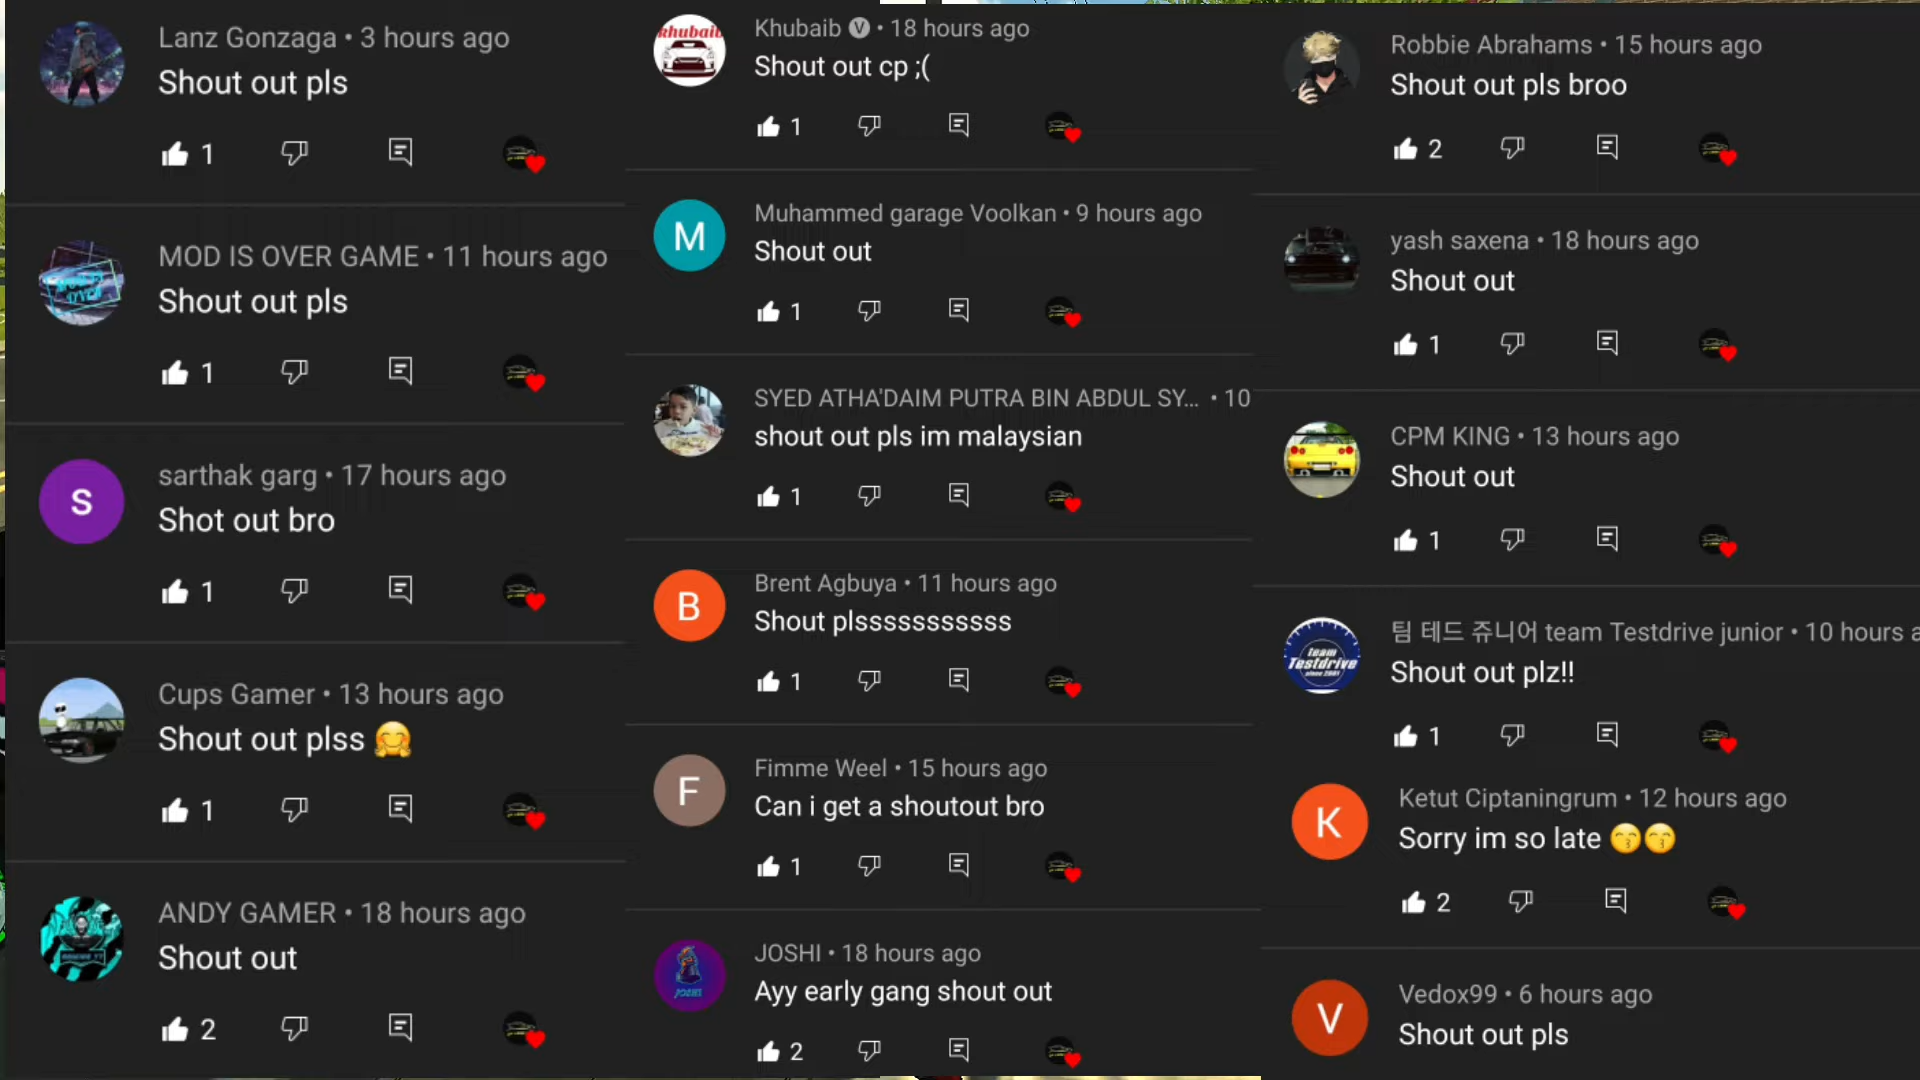 Lanz Gonzaga • 3 hours ago
Shout out pls
1
MOD IS OVER GAME • 11 hours ago
Shout out pls
1
S
sarthak garg • 17 hours ago
Shot out bro
1
Cups Gamer • 13 hours ago
Shout out plss 🤗
1
ANDY GAMER • 18 hours ago
Shout out
2
khubaib
Khubaib V • 18 hours ago
Shout out cp ;(
1
M
Muhammed garage Voolkan • 9 hours ago
Shout out
1
SYED ATHA'DAIM PUTRA BIN ABDUL SY... • 10
shout out pls im malaysian
1
B
Brent Agbuya • 11 hours ago
Shout plsssssssssss
1
F
Fimme Weel • 15 hours ago
Can i get a shoutout bro
1
JOSHI
JOSHI • 18 hours ago
Ayy early gang shout out
2
Robbie Abrahams • 15 hours ago
Shout out pls broo
2
yash saxena • 18 hours ago
Shout out
1
CPM KING • 13 hours ago
Shout out
1
team
Testdrive
since 2001
팀 테드 쥬니어 team Testdrive junior • 10 hours a
Shout out plz!!
1
K
Ketut Ciptaningrum • 12 hours ago
Sorry im so late 😙😙
2
V
Vedox99 • 6 hours ago
Shout out pls